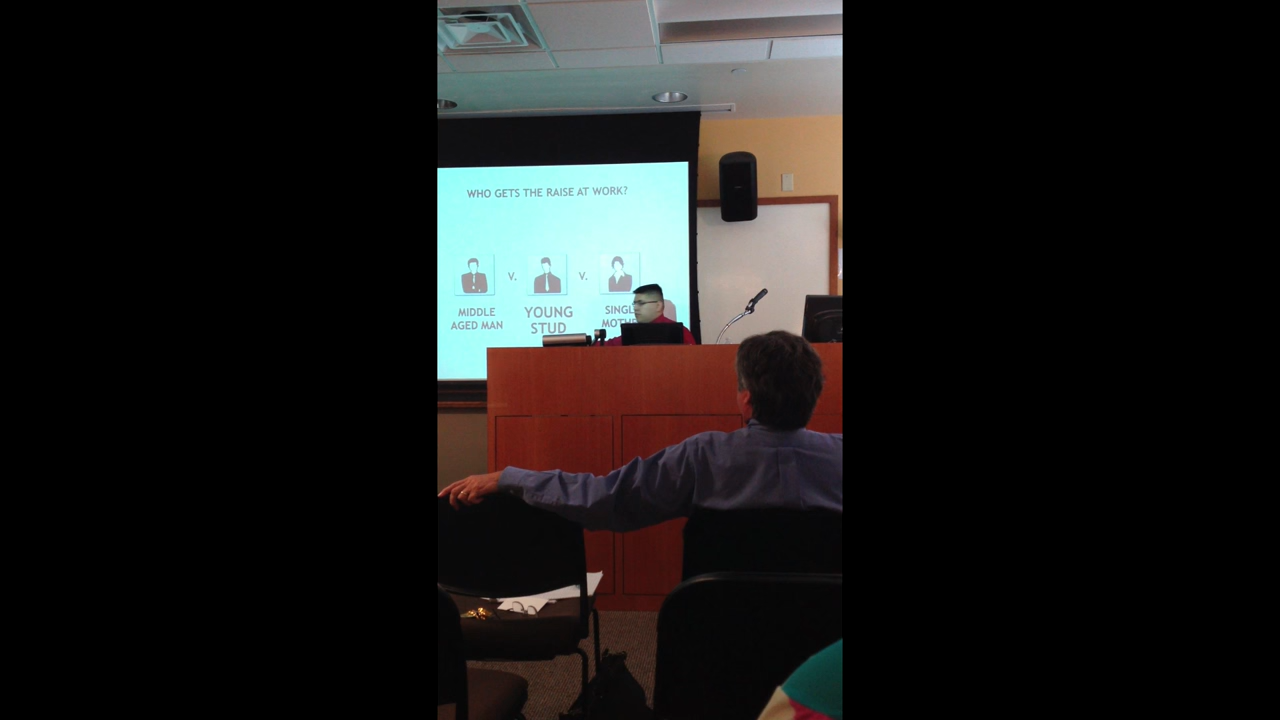 WHO GETS THE RAISE AT WORK?
V.
V.
MIDDLE
AGED MAN
YOUNG
STUD